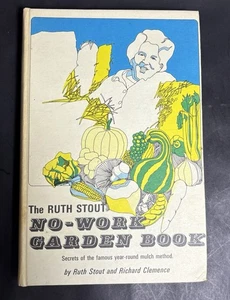 The RUTH STOUT
NO-WORK
GARDEN BOOK
Secrets of the famous year-round mulch method.
by Ruth Stout and Richard Clemence